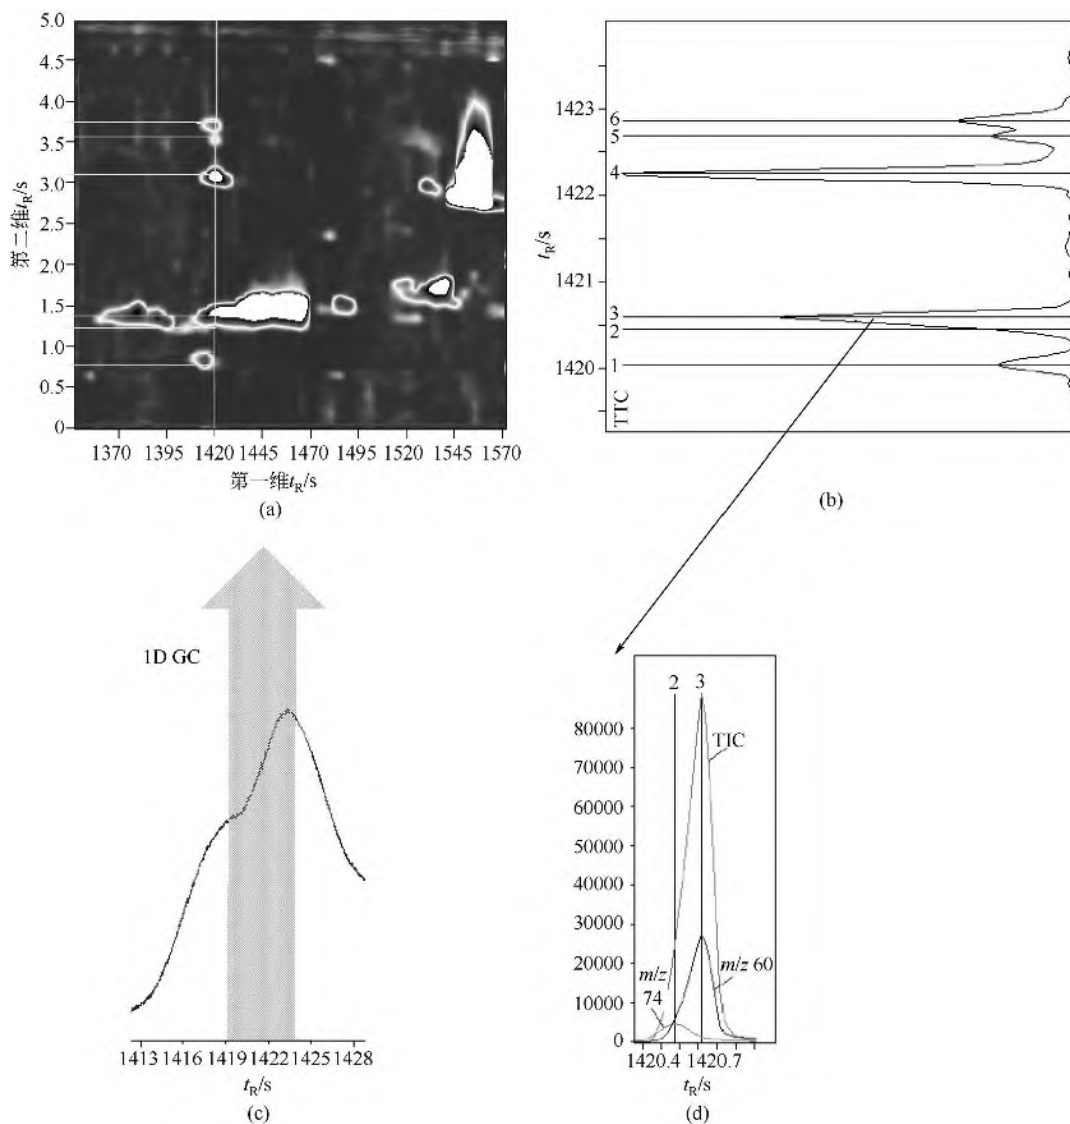 5.0
4.5
4.0
3.5
3.0
2.5
2.0
1.5
1.0
0.5
0
第二维tR/s
1370 1395 1420 1445 1470 1495 1520 1545 1570
第一维tR/s
(a)
1423
1422
1421
1420
tR/s
TTC
6
5
4
3
2
1
(b)
1D GC
1413 1416 1419 1422 1425 1428
tR/s
(c)
80000
70000
60000
50000
40000
30000
20000
10000
0
2 3
TIC
m/z
74
m/z 60
1420.4 1420.7
tR/s
(d)